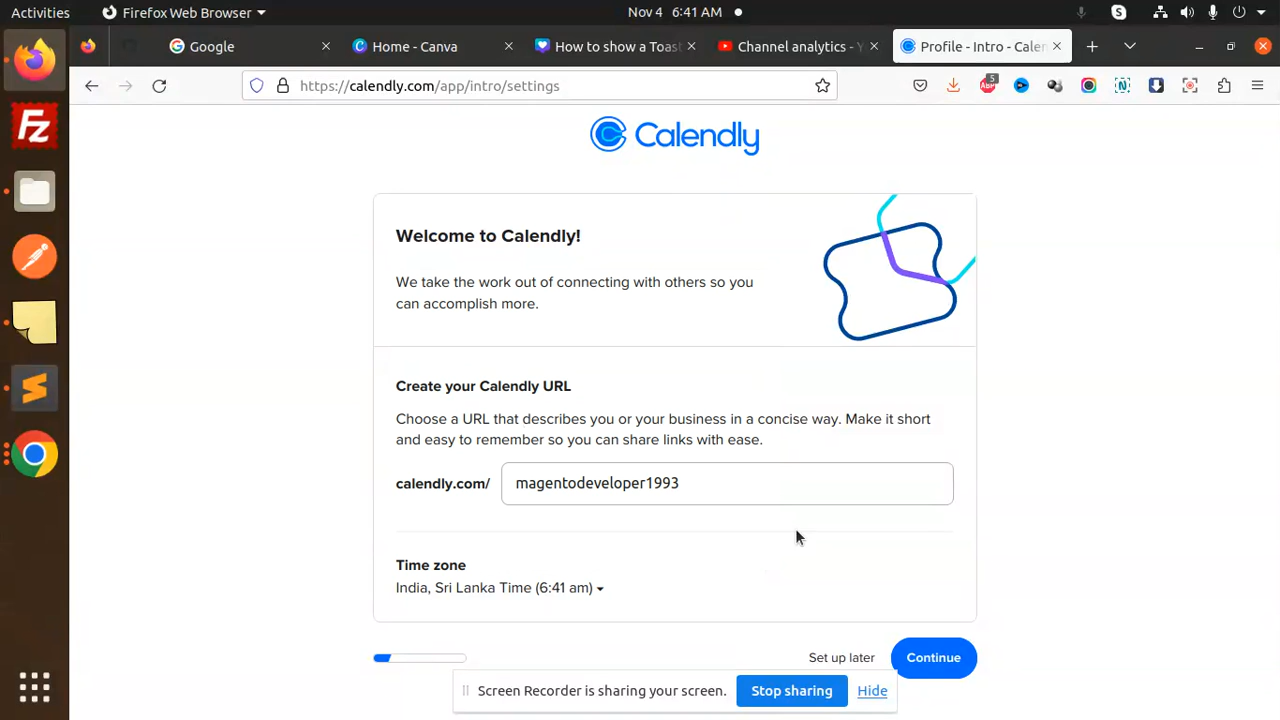 Activities
Firefox Web Browser
Nov 4 6:41 AM
Google
Home - Canva
How to show a Toast
Channel analytics - Y
Profile - Intro - Calen
https://calendly.com/app/intro/settings
5
ABP
Calendly
Welcome to Calendly!
We take the work out of connecting with others so you
can accomplish more.
Create your Calendly URL
Choose a URL that describes you or your business in a concise way. Make it short
and easy to remember so you can share links with ease.
calendly.com/ magentodeveloper1993
Time zone
India, Sri Lanka Time (6:41 am)
Set up later
Continue
Screen Recorder is sharing your screen.
Stop sharing
Hide